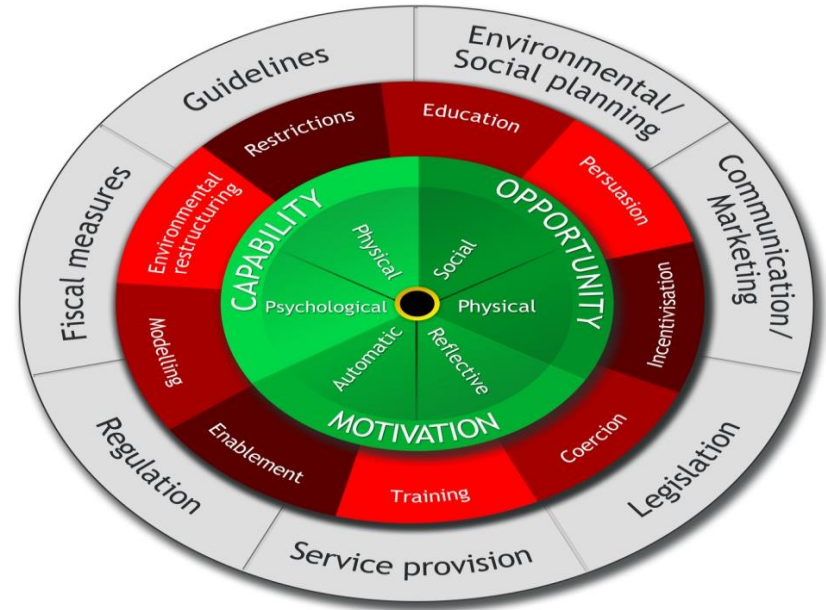 Guidelines
Environmental/
Social planning
Communication/
Marketing
Legislation
Service provision
Regulation
Fiscal measures
Restrictions
Education
Persuasion
Incentivisation
Coercion
Training
Enablement
Modelling
Environmental
restructuring
CAPABILITY
OPPORTUNITY
MOTIVATION
Physical
Social
Physical
Reflective
Automatic
Psychological